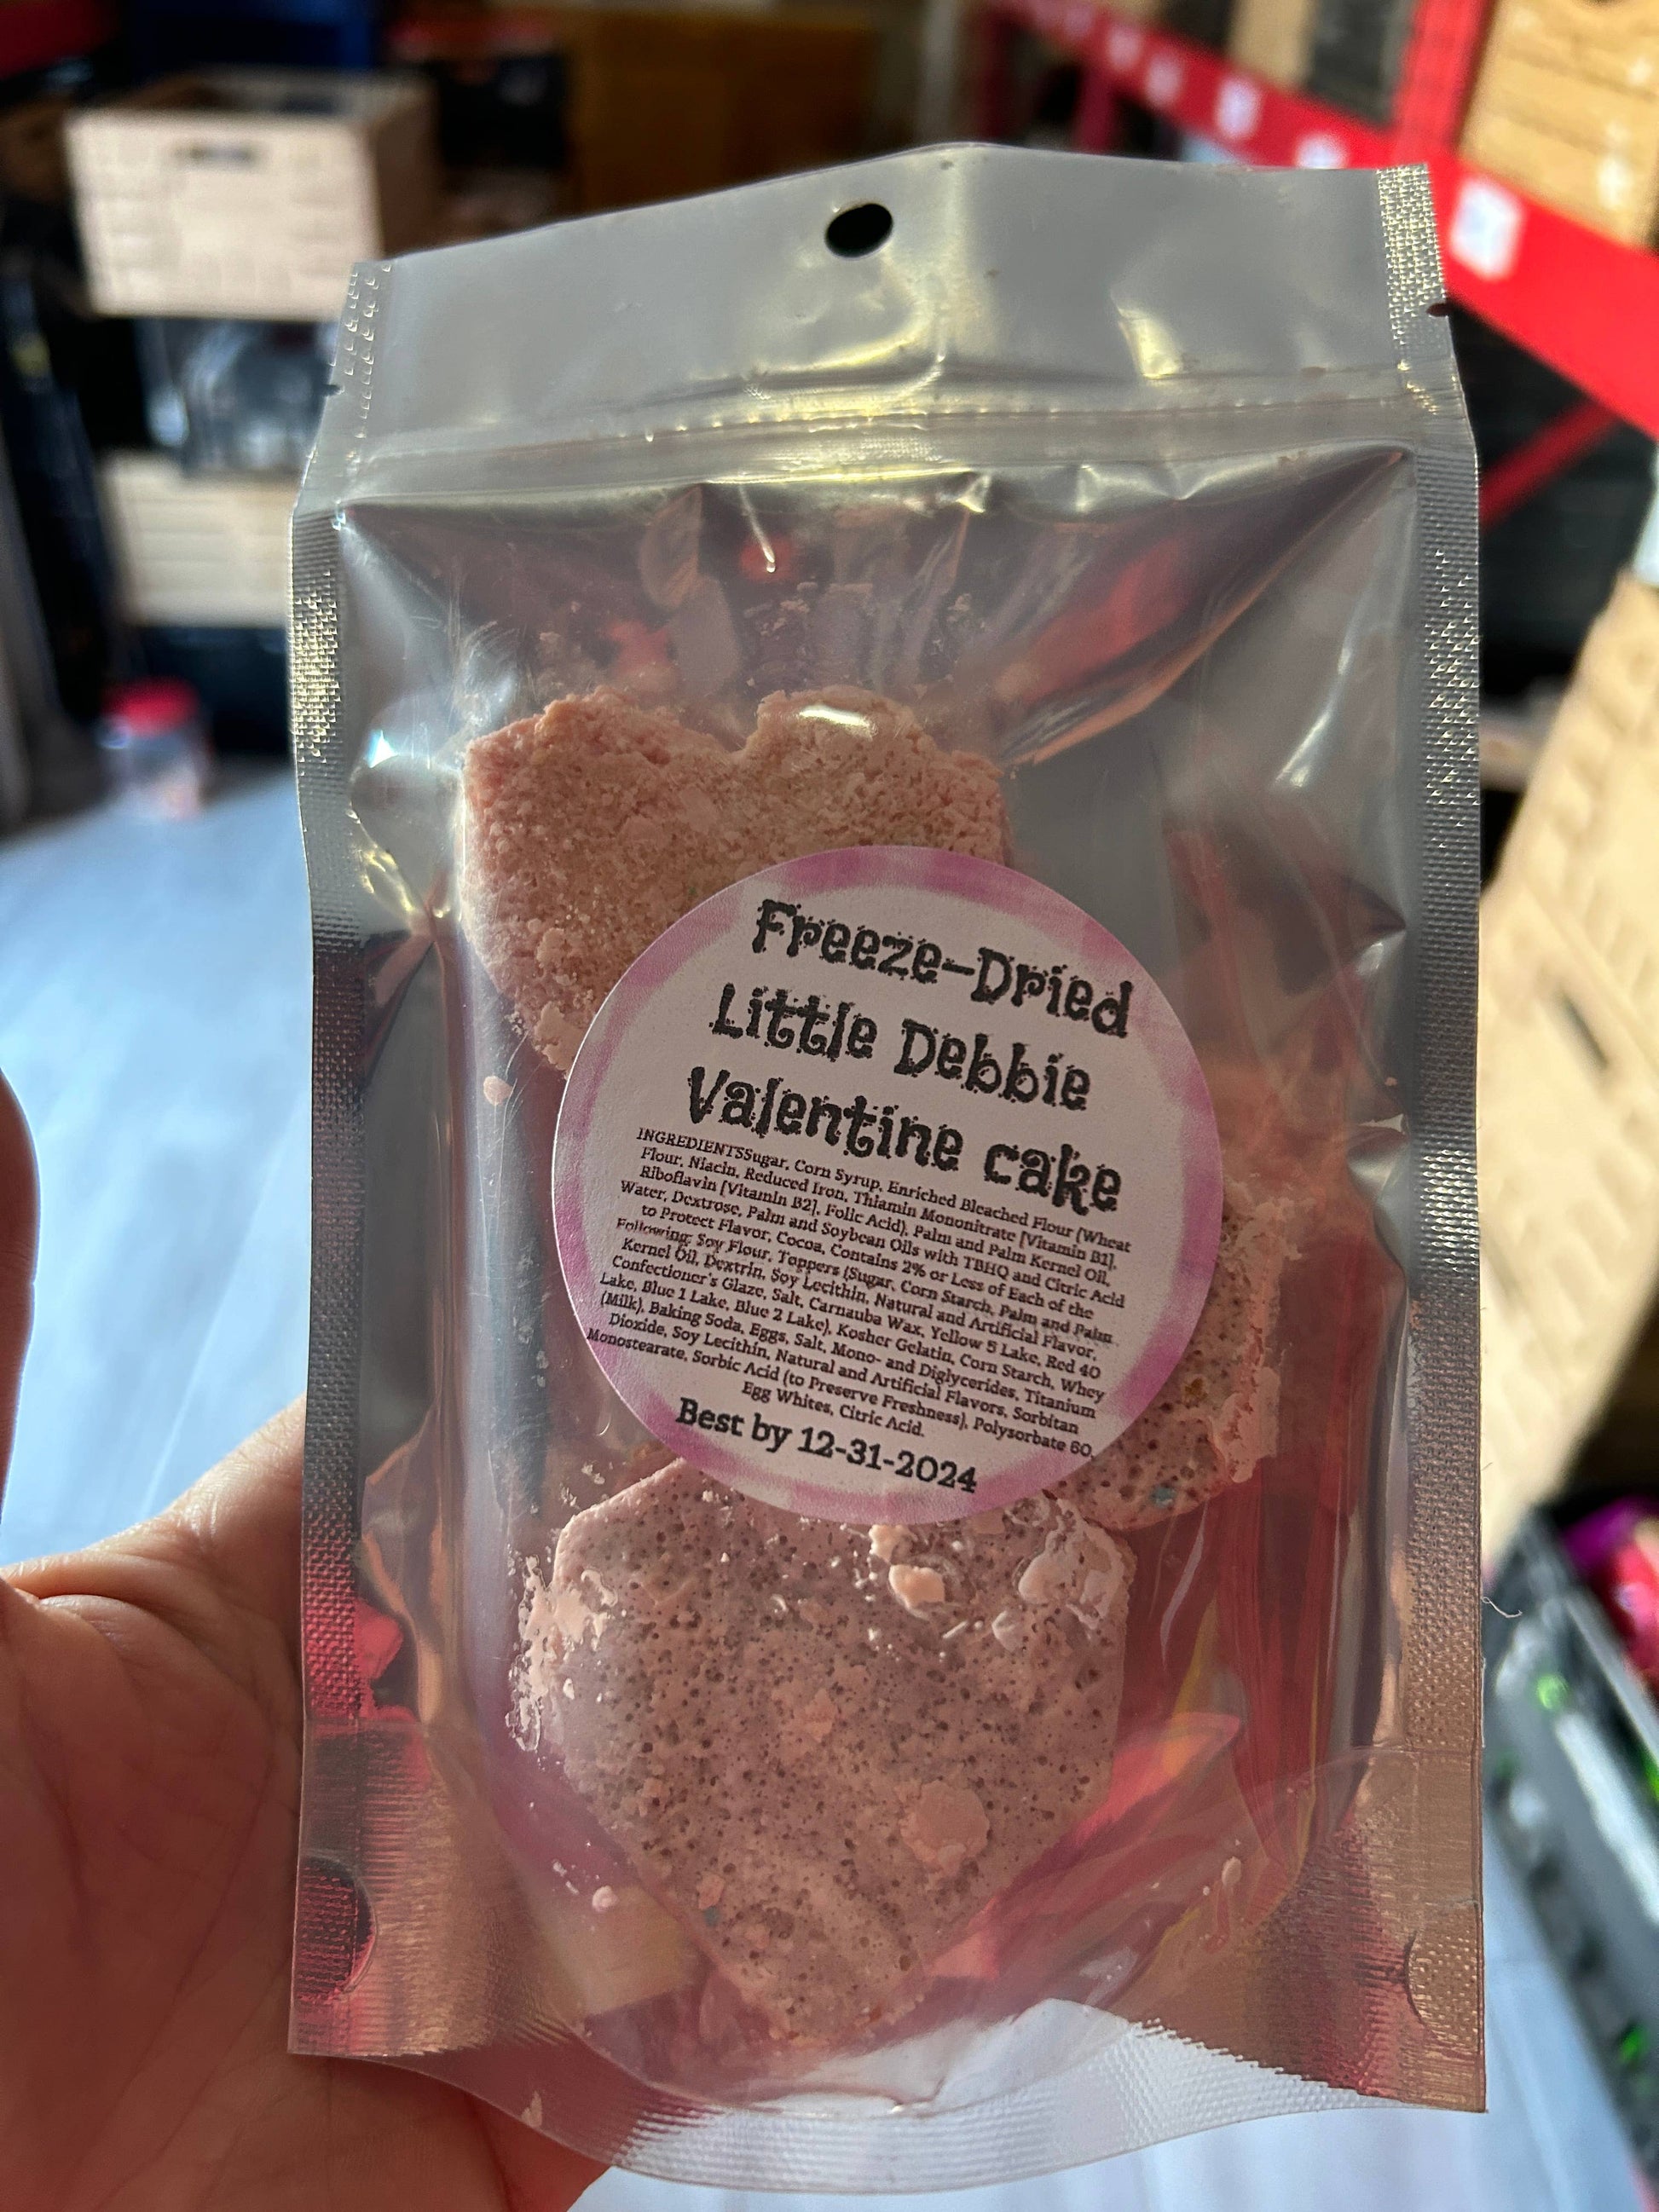 Freeze-Dried
Little Debbie
Valentine cake
INGREDIENTSSugar, Corn Syrup, Enriched Bleached Flour (Wheat
Flour, Niacin, Reduced Iron, Thiamin Mononitrate [Vitamin B1],
Riboflavin [Vitamin B2], Folic Acid), Palm and Palm Kernel Oil,
Water, Dextrose, Palm and Soybean Oils with TBHQ and Citric Acid
to Protect Flavor, Cocoa, Contains 2% or Less of Each of the
Following: Soy Flour, Toppers (Sugar, Corn Starch, Palm and Palm
Kernel Oil, Dextrin, Soy Lecithin, Natural and Artificial Flavor,
Confectioner's Glaze, Salt, Carnauba Wax, Yellow 5 Lake, Red 40
Lake, Blue 1 Lake, Blue 2 Lake), Kosher Gelatin, Corn Starch, Whey
(Milk), Baking Soda, Eggs, Salt, Mono- and Diglycerides, Titanium
Dioxide, Soy Lecithin, Natural and Artificial Flavors, Sorbitan
Monostearate, Sorbic Acid (to Preserve Freshness), Polysorbate 60,
Egg Whites, Citric Acid.
Best by 12-31-2024